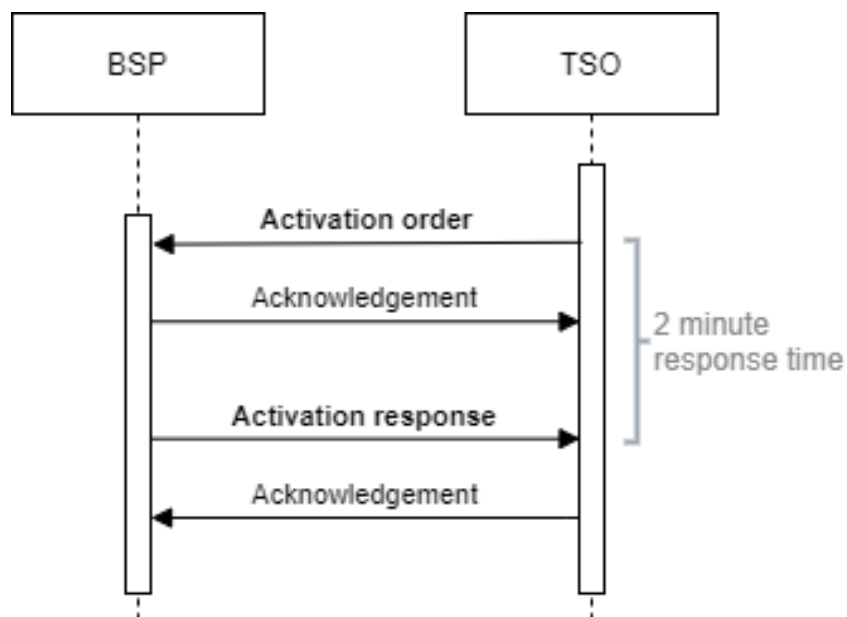 BSP
TSO
Activation order
Acknowledgement
2 minute
response time
Activation response
Acknowledgement